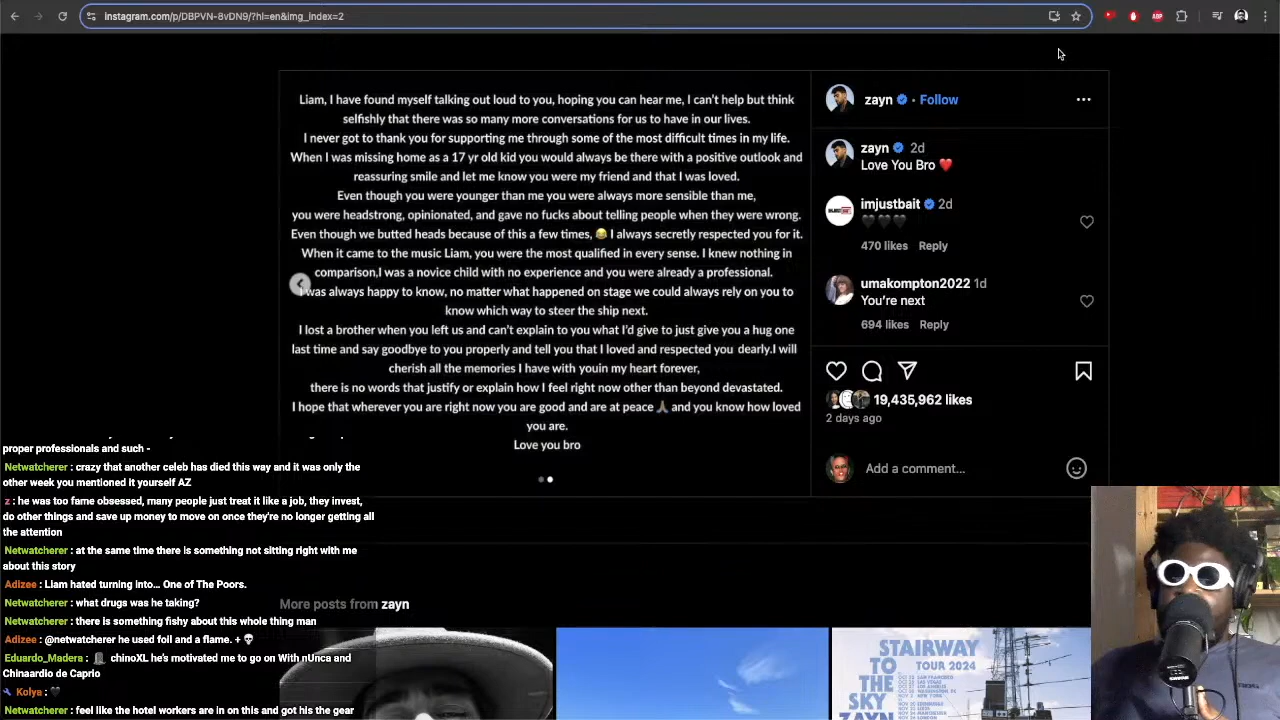 instagram.com/p/DBPVN-8vDN9/?hl=en&img_index=2
Liam, I have found myself talking out loud to you, hoping you can hear me, I can't help but think
selfishly that there was so many more conversations for us to have in our lives.
I never got to thank you for supporting me through some of the most difficult times in my life.
When I was missing home as a 17 yr old kid you would always be there with a positive outlook and
reassuring smile and let me know you were my friend and that I was loved.
Even though you were younger than me you were always more sensible than me,
you were headstrong, opinionated, and gave no fucks about telling people when they were wrong.
Even though we butted heads because of this a few times, 😂 I always secretly respected you for it.
When it came to the music Liam, you were the most qualified in every sense. I knew nothing in
comparison,I was a novice child with no experience and you were already a professional.
I was always happy to know, no matter what happened on stage we could always rely on you to
know which way to steer the ship next.
I lost a brother when you left us and can't explain to you what I'd give to just give you a hug one
last time and say goodbye to you properly and tell you that I loved and respected you dearly.I will
cherish all the memories I have with youin my heart forever,
there is no words that justify or explain how I feel right now other than beyond devastated.
I hope that wherever you are right now you are good and are at peace 🙏 and you know how loved
you are.
Love you bro
zayn • Follow
zayn 2d
Love You Bro ❤️
imjustbait 2d
🖤🖤🖤
470 likes Reply
umakompton2022 1d
You're next
694 likes Reply
19,435,962 likes
2 days ago
Add a comment...
More posts from zayn
STAIRWAY
TO
THE
SKY
ZAYN
TOUR 2024
proper professionals and such -
Netwatcherer : crazy that another celeb has died this way and it was only the
other week you mentioned it yourself AZ
z : he was too fame obsessed, many people just treat it like a job, they invest,
do other things and save up money to move on once they're no longer getting all
the attention
Netwatcherer : at the same time there is something not sitting right with me
about this story
Adizee : Liam hated turning into... One of The Poors.
Netwatcherer : what drugs was he taking?
Netwatcherer : there is something fishy about this whole thing man
Adizee : @netwatcherer he used foil and a flame. + 💀
Eduardo_Madera : chinoXL he's motivated me to go on With nUnca and
Chinaardio de Caprio
Kolya : 🖤
Netwatcherer : feel like the hotel workers are in on this and got his the gear